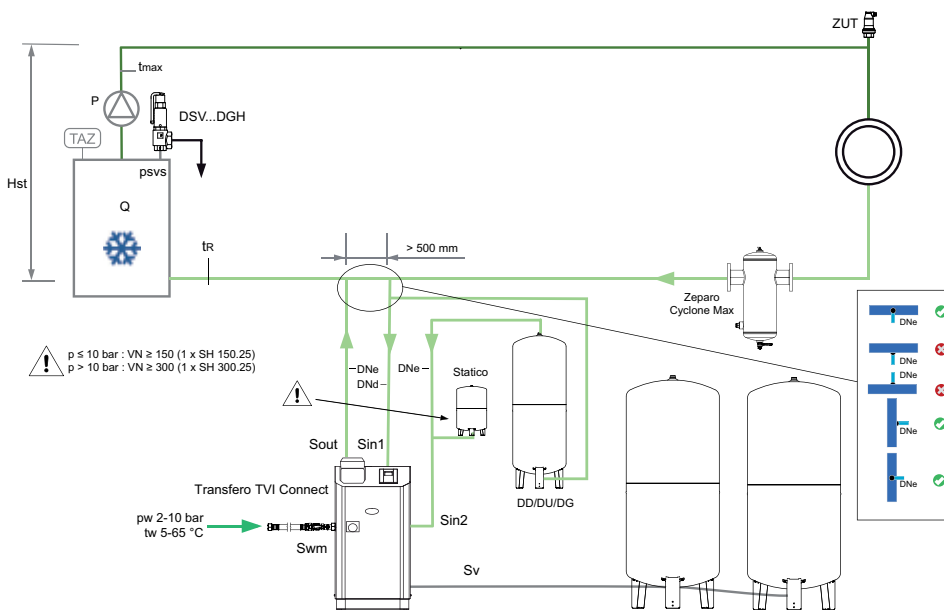 ZUT
tmax
P
DSV...DGH
TAZ
psvs
Hst
Q
tR
> 500 mm
Zeparo
Cyclone Max
p ≤ 10 bar : VN ≥ 150 (1 x SH 150.25)
p > 10 bar : VN ≥ 300 (1 x SH 300.25)
DNe
DNd
DNe
Statico
Sout
Sin1
Transfero TVI Connect
DD/DU/DG
pw 2-10 bar
tw 5-65 °C
Sin2
Swm
Sv
DNe
DNe
DNe
DNe
DNe